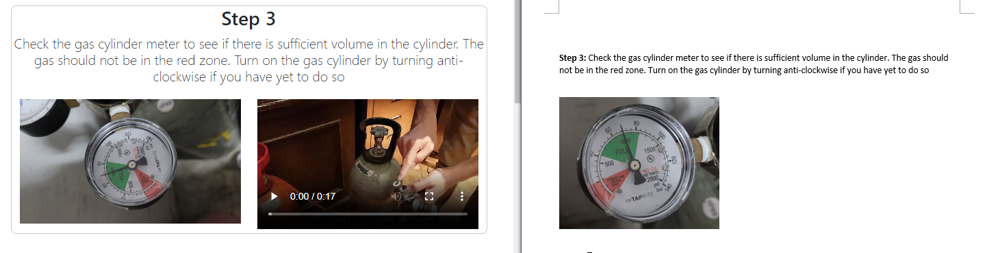 Step 3
Check the gas cylinder meter to see if there is sufficient volume in the cylinder. The
gas should not be in the red zone. Turn on the gas cylinder by turning anti-
clockwise if you have yet to do so
0:00 / 0:17
Step 3: Check the gas cylinder meter to see if there is sufficient volume in the cylinder. The gas should
not be in the red zone. Turn on the gas cylinder by turning anti-clockwise if you have yet to do so
60
80
100
120
140
1000
FULL
1500
500
NO OIL
2000
psi
bar
TAPRITE